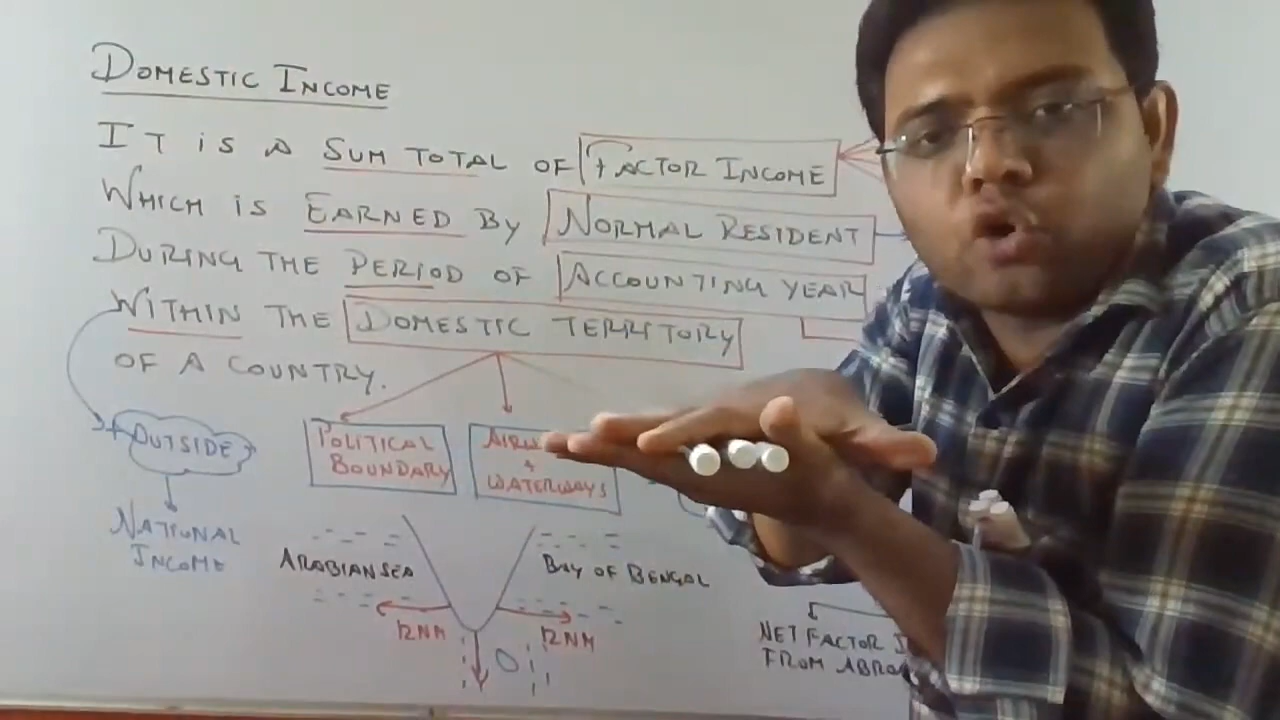 DOMESTIC INCOME
IT iS A SUM TOTAL OF FACTOR INCOME
WHICH iS EARNED By NORMAL RESIDENT
DURING THE PERIOD OF ACCOUNTING YEAR
WITHIN THE DOMESTIC TERRITORY
OF A COUNTRY.
+ OUTSIDE
NATIONAL
INCOME
POLITICAL
BOUNDARY
+
WATERWAYS
ARABIAN SEA
BAY OF BENGAL
12NM
12NM
NET FACTOR
FROM